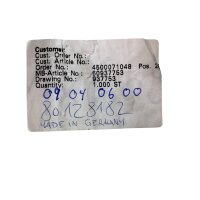 Customer:
Cust. Order No.:
Cust. Article No.:
Order No.: 4500071048 Pos. 2
MB-Article No.: 60937753
Drawing No.: 937753
Quantity: 1.000 ST
09 04 06 00
80128182
MADE IN GERMANY